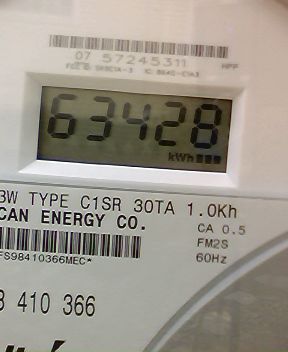 07 57245311
63428
kWh
3W TYPE C1SR 30TA 1.0Kh
CAN ENERGY CO.
CA 0.5
FM2S
60Hz
FS98410366MEC*
410 366